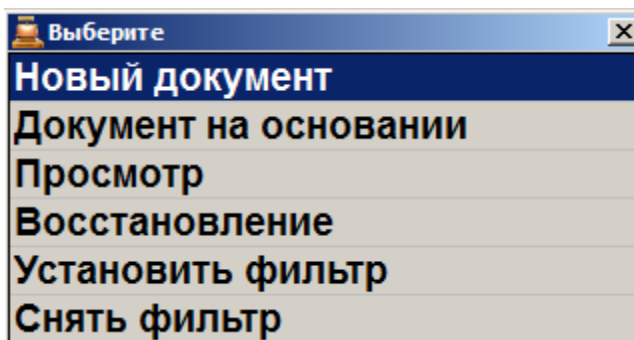 Выберите
Новый документ
Документ на основании
Просмотр
Восстановление
Установить фильтр
Снять фильтр